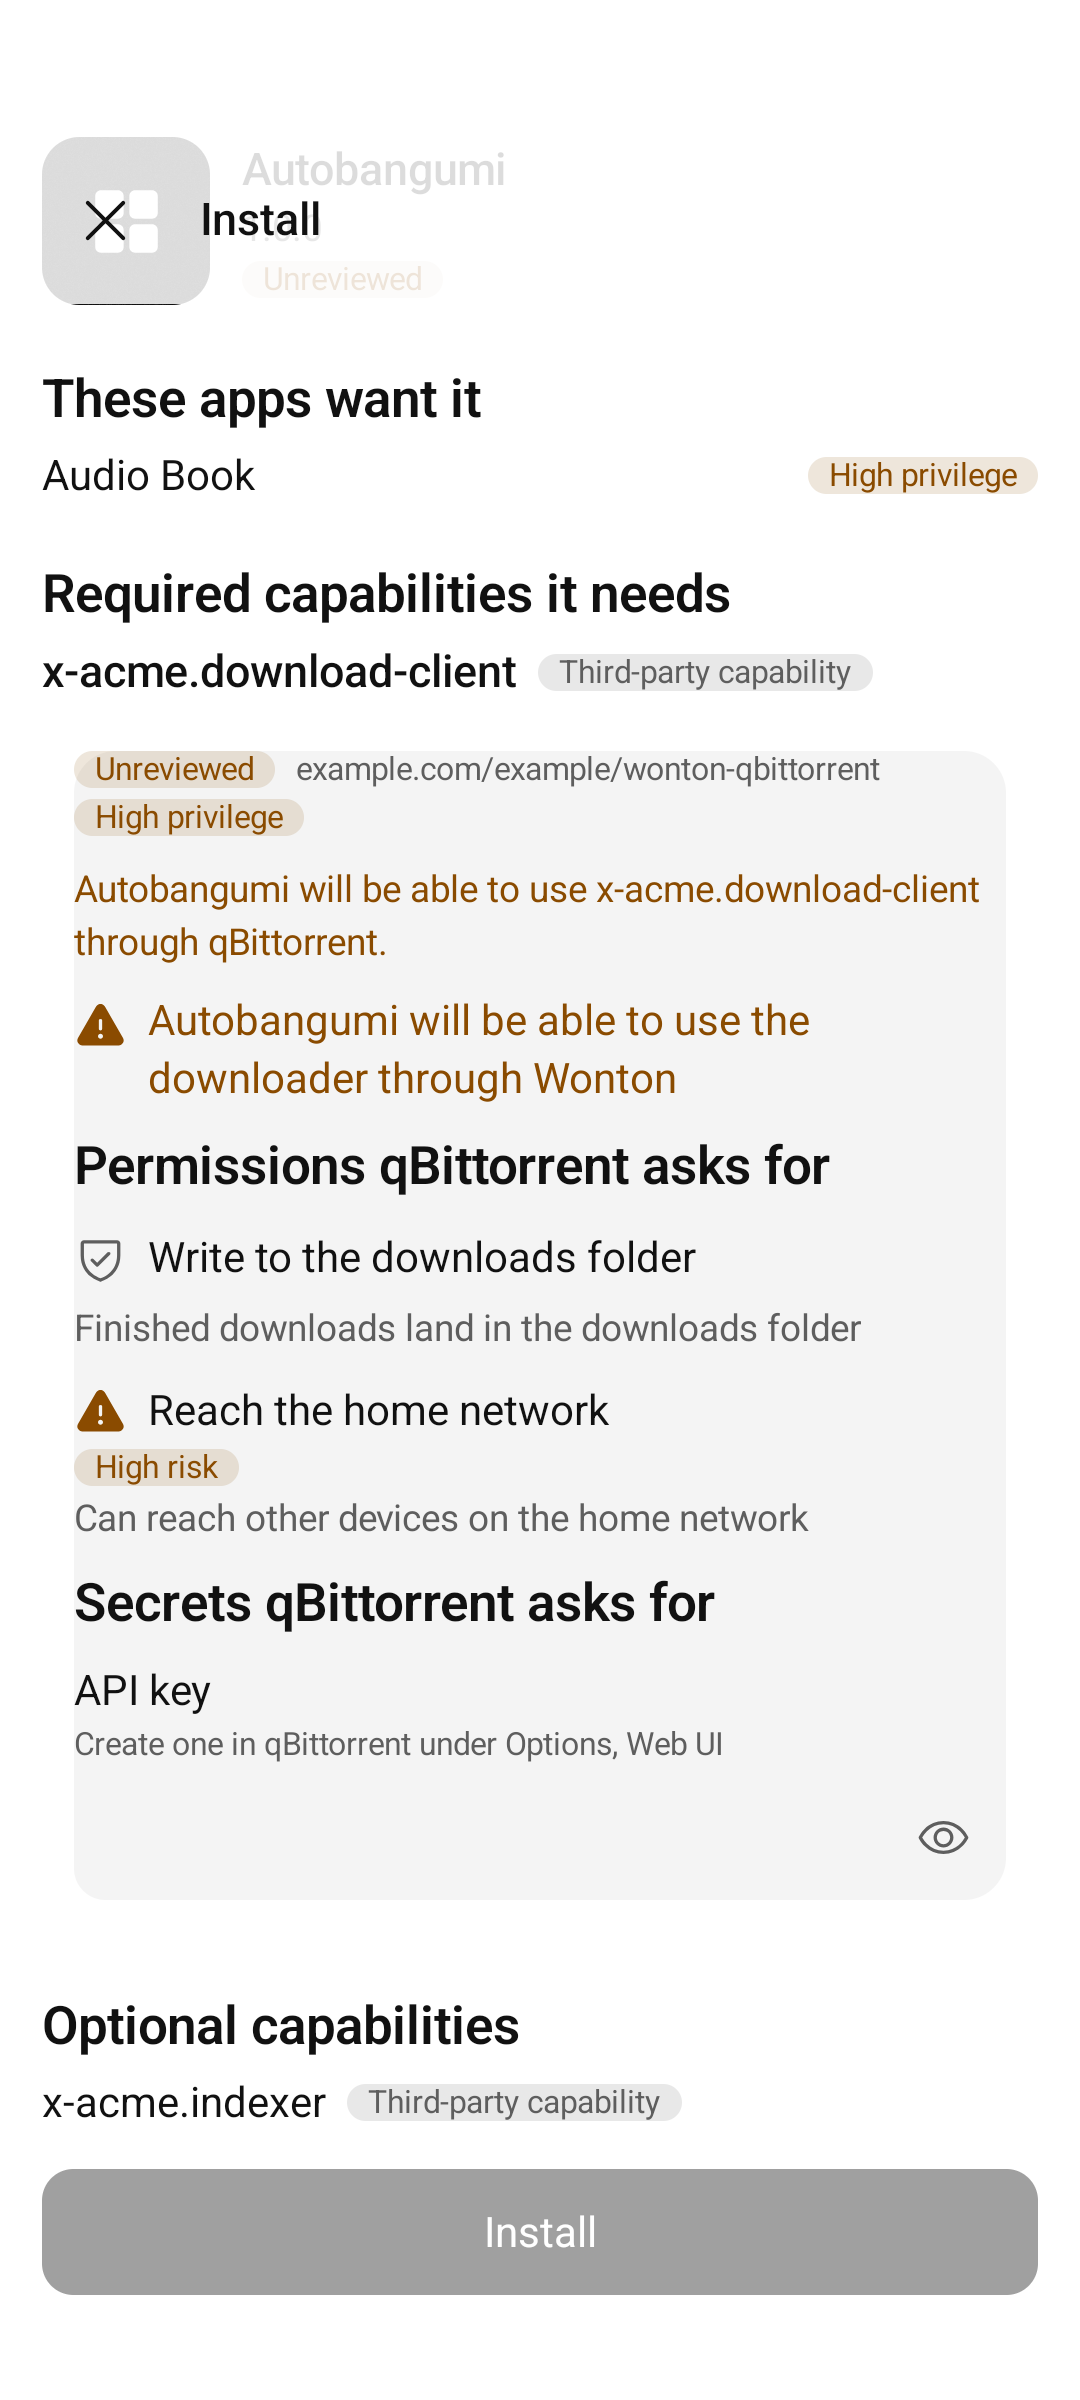 Autobangumi
Install
Unreviewed
These apps want it
Audio Book
High privilege
Required capabilities it needs
x-acme.download-client
Third-party capability
Unreviewed
example.com/example/wonton-qbittorrent
High privilege
Autobangumi will be able to use x-acme.download-client
through qBittorrent.
Autobangumi will be able to use the
downloader through Wonton
Permissions qBittorrent asks for
Write to the downloads folder
Finished downloads land in the downloads folder
Reach the home network
High risk
Can reach other devices on the home network
Secrets qBittorrent asks for
API key
Create one in qBittorrent under Options, Web UI
Optional capabilities
x-acme.indexer
Third-party capability
Install